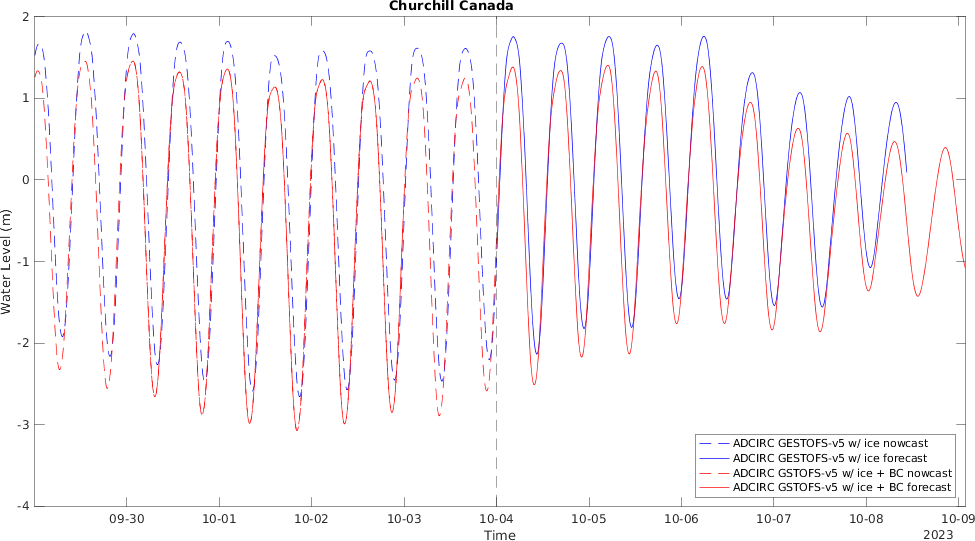 Churchill Canada
2
1
0
-1
-2
-3
-4
Water Level (m)
ADCIRC GESTOFS-v5 w/ ice nowcast
ADCIRC GESTOFS-v5 w/ ice forecast
ADCIRC GSTOFS-v5 w/ ice + BC nowcast
ADCIRC GSTOFS-v5 w/ ice + BC forecast
09-30 10-01 10-02 10-03 10-04 10-05 10-06 10-07 10-08 10-09
Time
2023